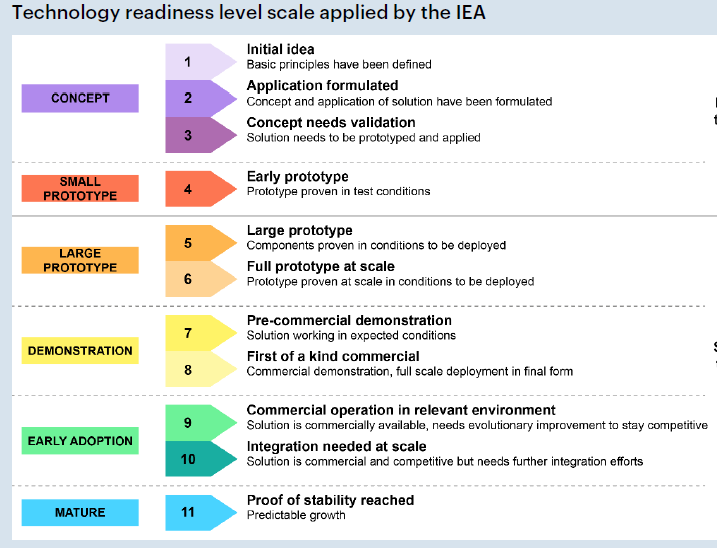 Technology readiness level scale applied by the IEA
CONCEPT
1
Initial idea
Basic principles have been defined
2
Application formulated
Concept and application of solution have been formulated
3
Concept needs validation
Solution needs to be prototyped and applied
SMALL
PROTOTYPE
4
Early prototype
Prototype proven in test conditions
LARGE
PROTOTYPE
5
Large prototype
Components proven in conditions to be deployed
6
Full prototype at scale
Prototype proven at scale in conditions to be deployed
DEMONSTRATION
7
Pre-commercial demonstration
Solution working in expected conditions
8
First of a kind commercial
Commercial demonstration, full scale deployment in final form
EARLY ADOPTION
9
Commercial operation in relevant environment
Solution is commercially available, needs evolutionary improvement to stay competitive
10
Integration needed at scale
Solution is commercial and competitive but needs further integration efforts
MATURE
11
Proof of stability reached
Predictable growth